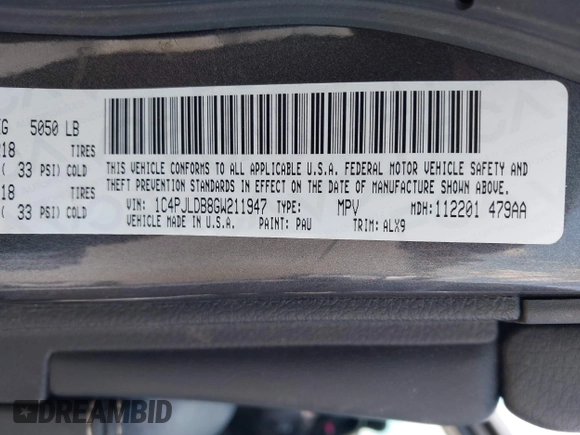 KG 5050 LB
R18 TIRES
( 33 PSI) COLD
18 TIRES
( 33 PSI) COLD
THIS VEHICLE CONFORMS TO ALL APPLICABLE U.S.A. FEDERAL MOTOR VEHICLE SAFETY AND
THEFT PREVENTION STANDARDS IN EFFECT ON THE DATE OF MANUFACTURE SHOWN ABOVE.
VIN: 1C4PJLDB8GW211947 TYPE: MPV MDH: 112201 479AA
VEHICLE MADE IN U.S.A. PAINT: PAU TRIM: ALX9
DREAMBID